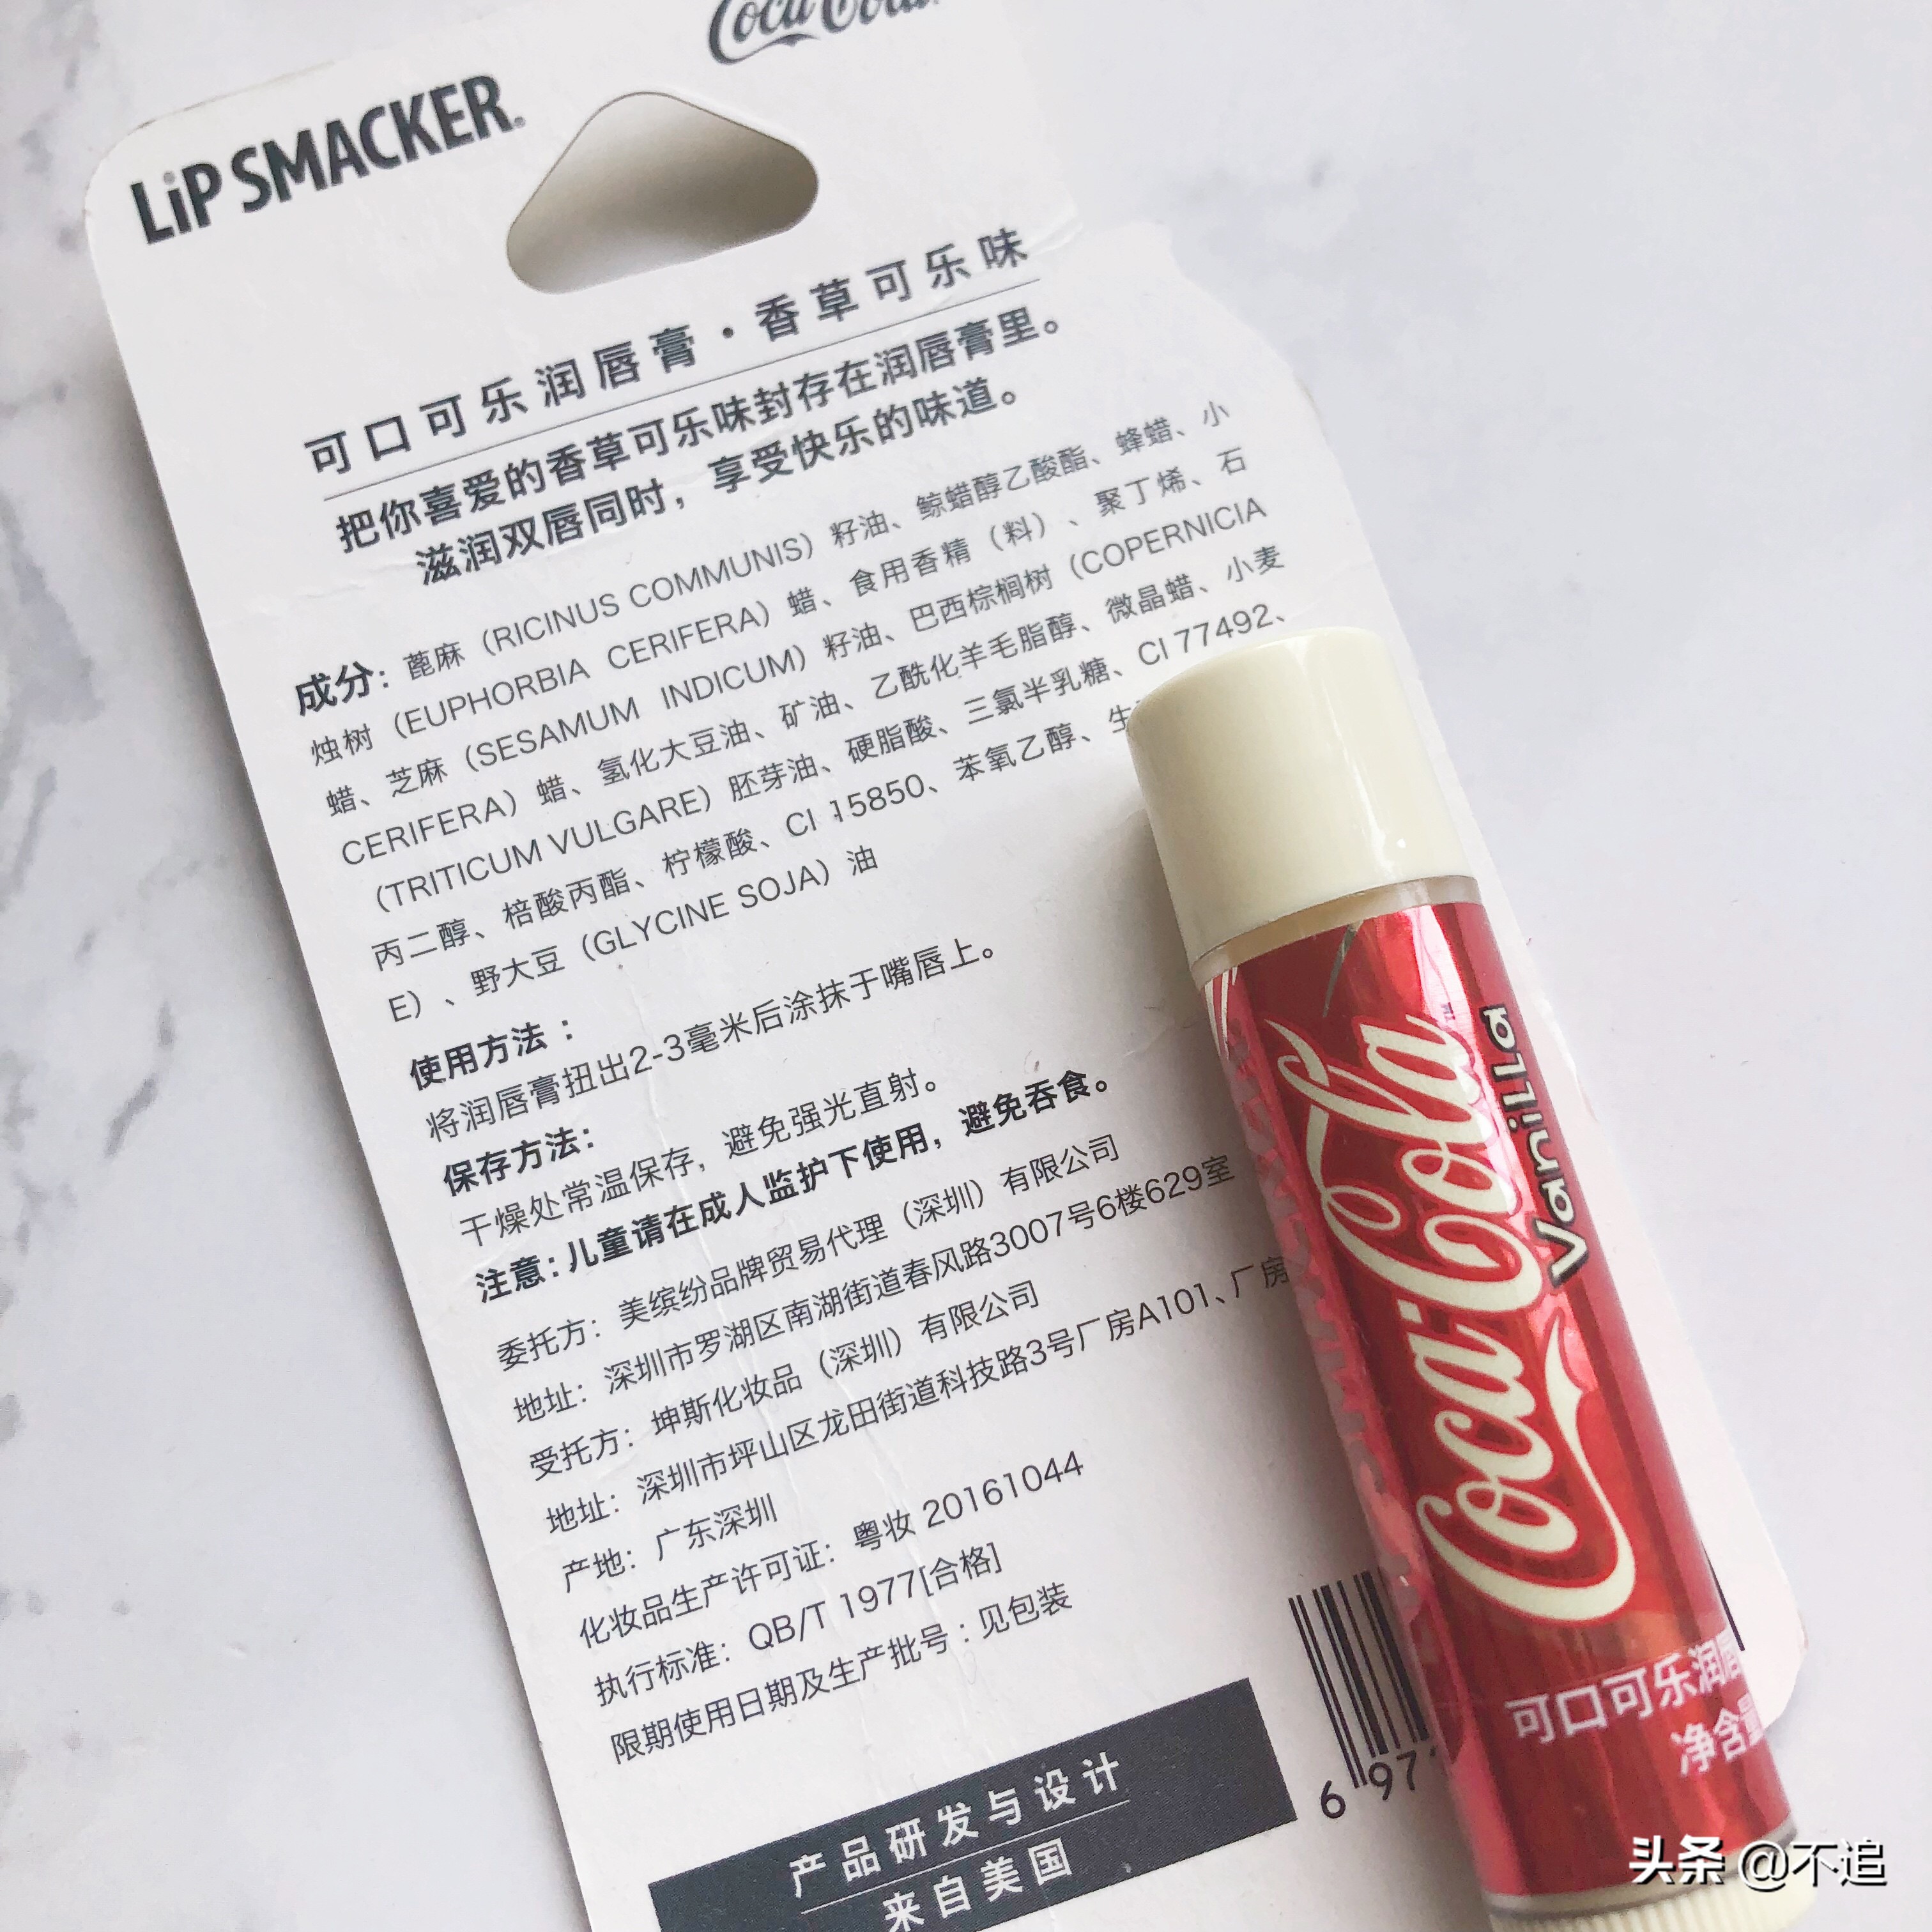 Coca-Cola
LiP SMACKER.
可口可乐润唇膏·香草可乐味
把你喜爱的香草可乐味封存在润唇膏里。
滋润双唇同时，享受快乐的味道。
成分：蓖麻（RICINUS COMMUNIS）籽油、鲸蜡醇乙酸酯、蜂蜡、小
烛树（EUPHORBIA CERIFERA）蜡、食用香精（料）、聚丁烯、石
蜡、芝麻（SESAMUM INDICUM）籽油、巴西棕榈树（COPERNICIA
CERIFERA）蜡、氢化大豆油、矿油、乙酰化羊毛脂醇、微晶蜡、小麦
（TRITICUM VULGARE）胚芽油、硬脂酸、三氯半乳糖、CI 77492、
丙二醇、棓酸丙酯、柠檬酸、CI 15850、苯氧乙醇、生
E）、野大豆（GLYCINE SOJA）油
使用方法：
将润唇膏扭出2-3毫米后涂抹于嘴唇上。
保存方法：
干燥处常温保存，避免强光直射。
注意：儿童请在成人监护下使用，避免吞食。
委托方：美缤纷品牌贸易代理（深圳）有限公司
地址：深圳市罗湖区南湖街道春风路3007号6楼629室
受托方：坤斯化妆品（深圳）有限公司
地址：深圳市坪山区龙田街道科技路3号厂房A101、厂房
产地：广东深圳
化妆品生产许可证：粤妆 20161044
执行标准：QB/T 1977[合格]
限期使用日期及生产批号：见包装
产品研发与设计
来自美国
6 971
Coca-Cola
VaniLLa
可口可乐润唇
净含量
头条 @不追